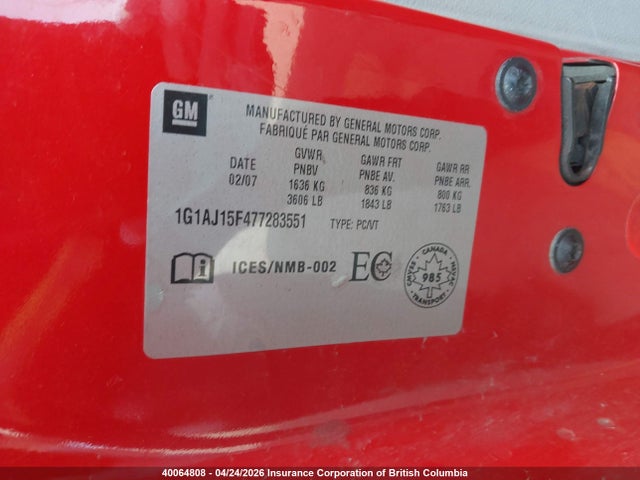 GM
MANUFACTURED BY GENERAL MOTORS CORP.
FABRIQUÉ PAR GENERAL MOTORS CORP.
DATE GVWR GAWR FRT GAWR RR
02/07 PNBV PNBE AV. PNBE ARR.
1636 KG 836 KG 800 KG
3606 LB 1843 LB 1763 LB
1G1AJ15F477283551 TYPE: PC/VT
i ICES/NMB-002 EC
CANADA
985
TRANSPORT
40064808 - 04/24/2026 Insurance Corporation of British Columbia